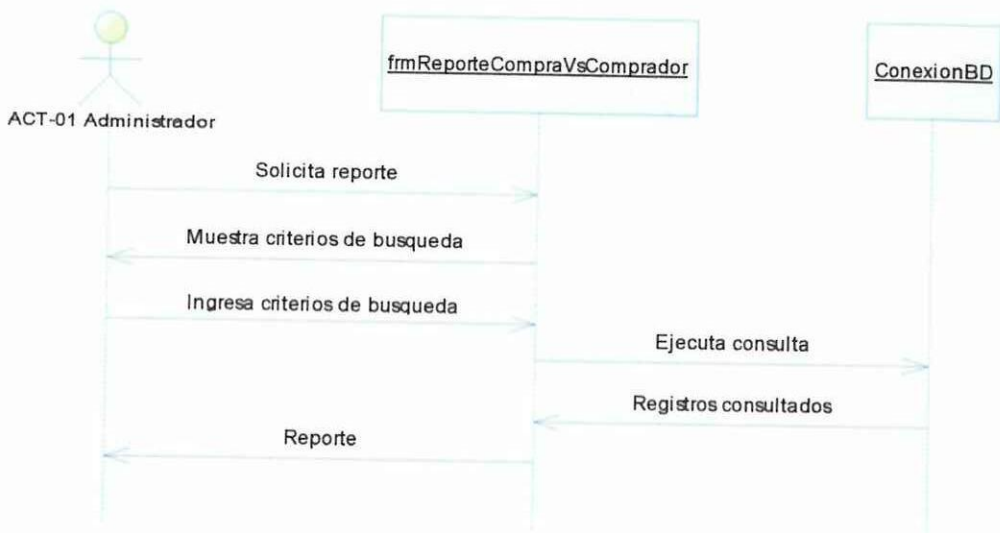 frmReporteCompraVsComprador
ConexionBD
ACT-01 Administrador
Solicita reporte
Muestra criterios de busqueda
Ingresa criterios de busqueda
Ejecuta consulta
Registros consultados
Reporte